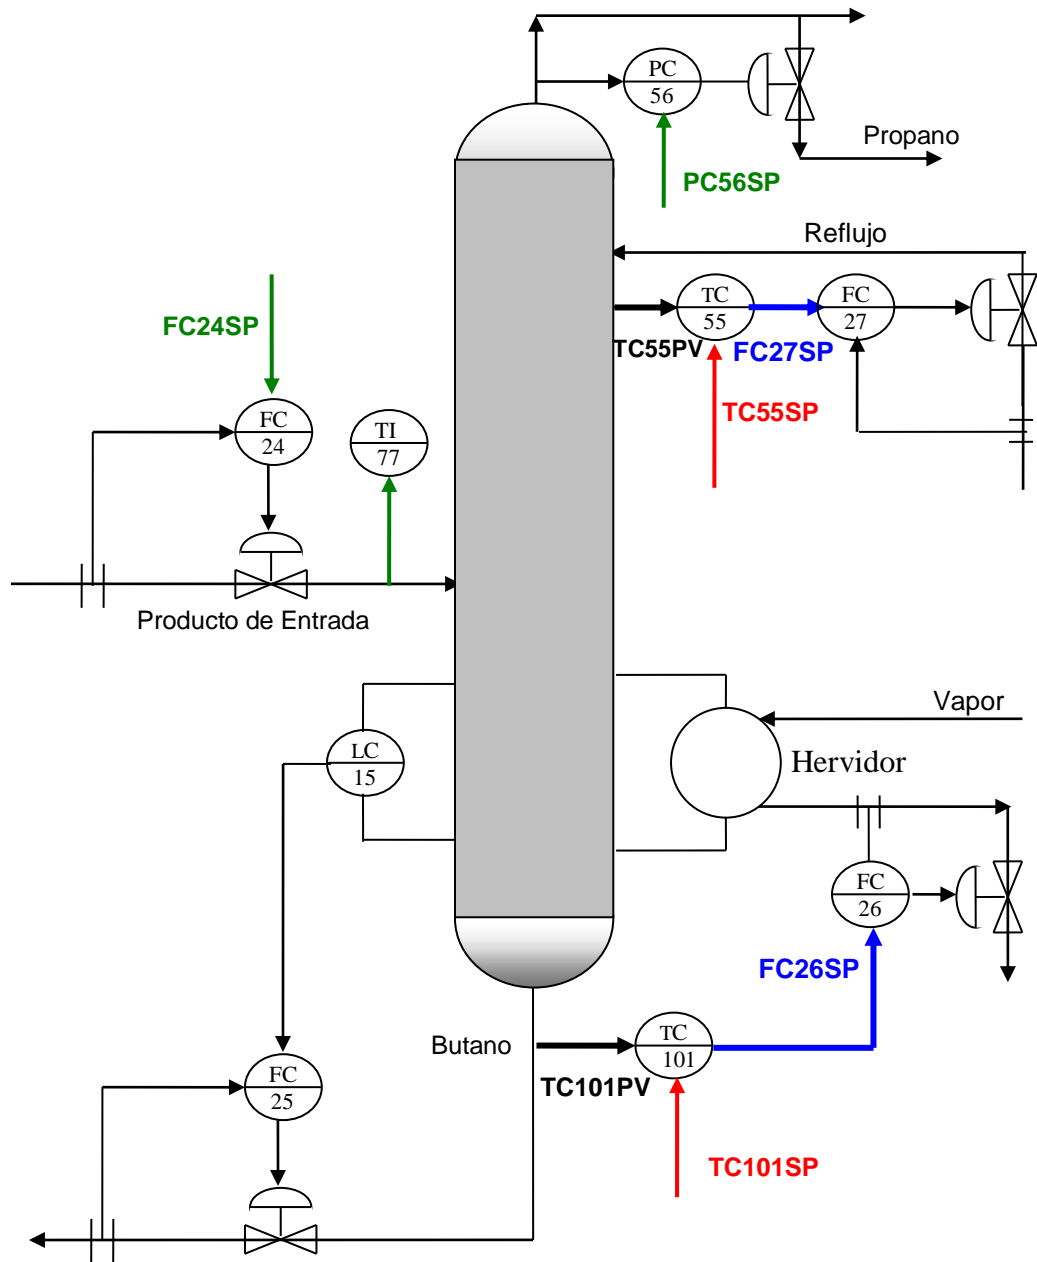 PC
56
Propano
PC56SP
Reflujo
TC
55
FC
27
FC24SP
TC55PV
FC27SP
TC55SP
FC
24
TI
77
Producto de Entrada
Vapor
LC
15
Hervidor
FC
26
FC26SP
Butano
TC
101
TC101PV
FC
25
TC101SP